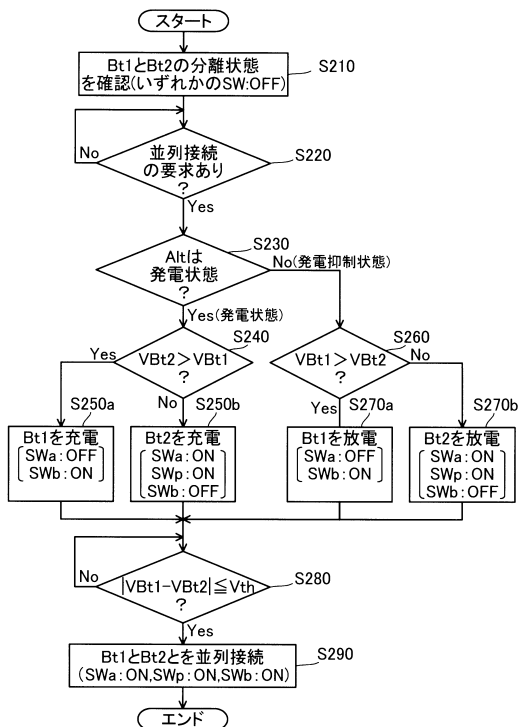 スタート
Bt1とBt2の分離状態
を確認(いずれかのSW:OFF)
S210
No
並列接続
の要求あり
?
S220
Yes
Altは
発電状態
?
S230
No(発電抑制状態)
Yes(発電状態)
S240
VBt2>VBt1
?
Yes
No
S260
VBt1>VBt2
?
No
Yes
S250a
Bt1を充電
SWa:OFF
SWb:ON
S250b
Bt2を充電
SWa:ON
SWp:ON
SWb:OFF
S270a
Bt1を放電
SWa:OFF
SWb:ON
S270b
Bt2を放電
SWa:ON
SWp:ON
SWb:OFF
No
|VBt1-VBt2|≦Vth
?
S280
Yes
Bt1とBt2とを並列接続
(SWa:ON,SWp:ON,SWb:ON)
S290
エンド